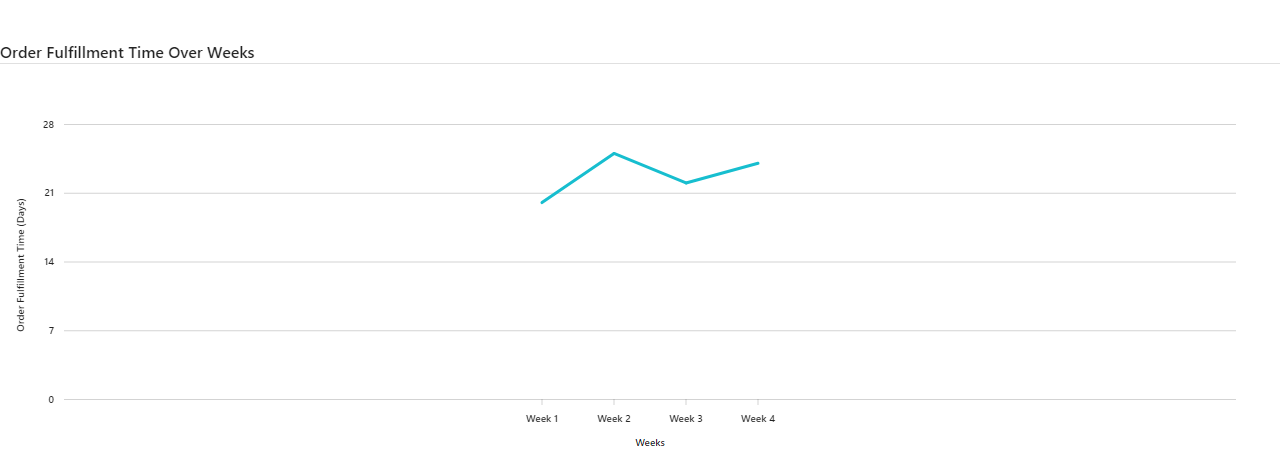 Order Fulfillment Time Over Weeks
28
21
14
7
0
Order Fulfillment Time (Days)
Week 1 Week 2 Week 3 Week 4
Weeks